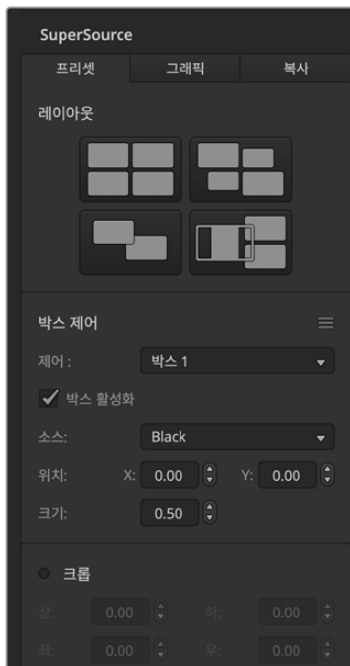 SuperSource
프리셋 그래픽 복사
레이아웃
박스 제어
제어 : 박스 1
박스 활성화
소스: Black
위치: X: 0.00 Y: 0.00
크기: 0.50
크롭
상: 0.00 하: 0.00
좌: 0.00 우: 0.00